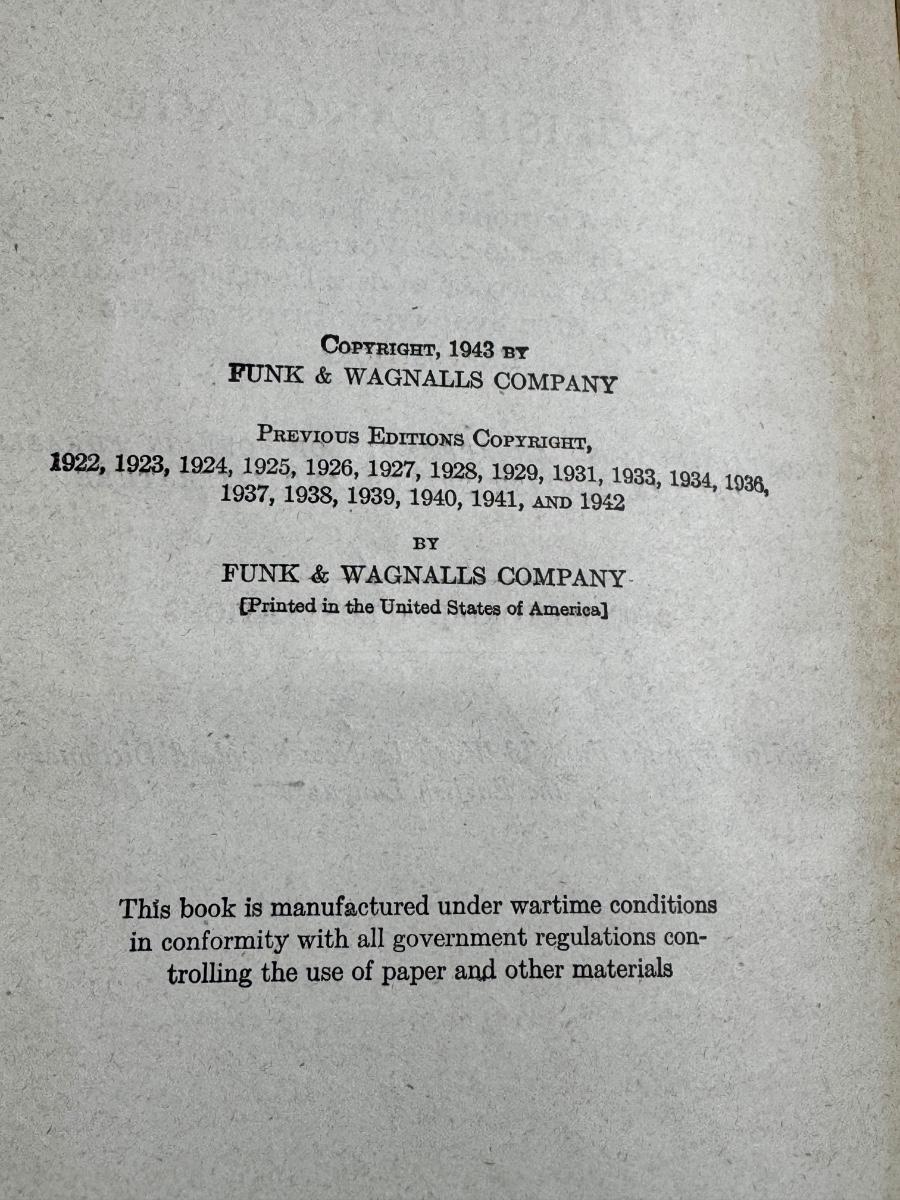 Copyright, 1943 by
FUNK & WAGNALLS COMPANY
Previous Editions Copyright,
1922, 1923, 1924, 1925, 1926, 1927, 1928, 1929, 1931, 1933, 1934, 1936,
1937, 1938, 1939, 1940, 1941, and 1942
BY
FUNK & WAGNALLS COMPANY
[Printed in the United States of America]
This book is manufactured under wartime conditions
in conformity with all government regulations con-
trolling the use of paper and other materials